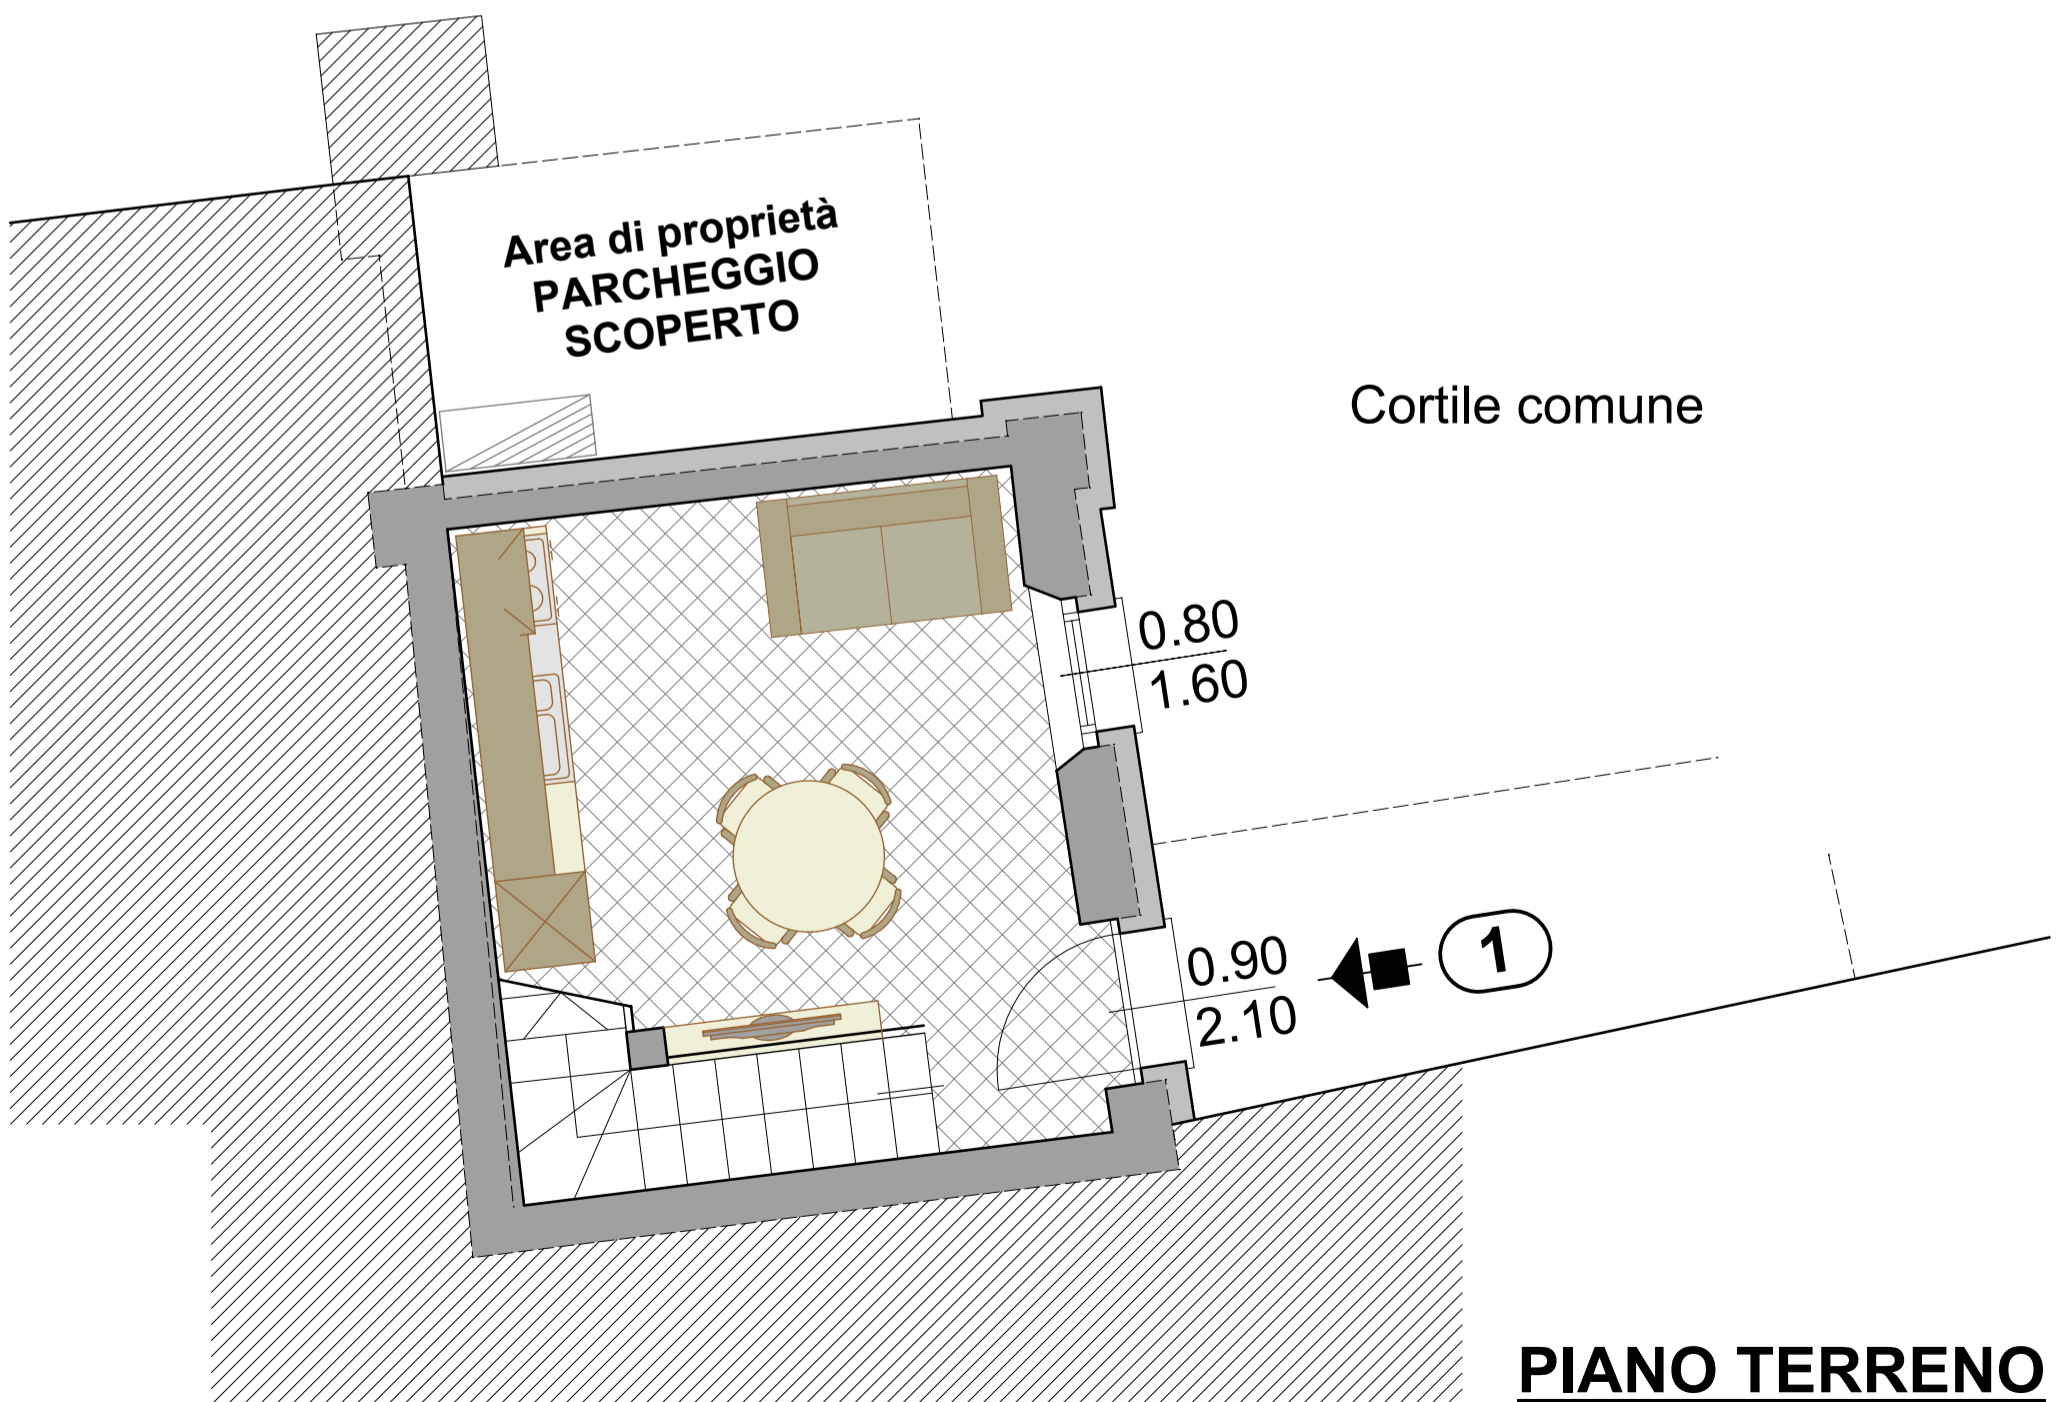 Area di proprietà
PARCHEGGIO
SCOPERTO
Cortile comune
0.80
1.60
0.90
2.10
1
PIANO TERRENO